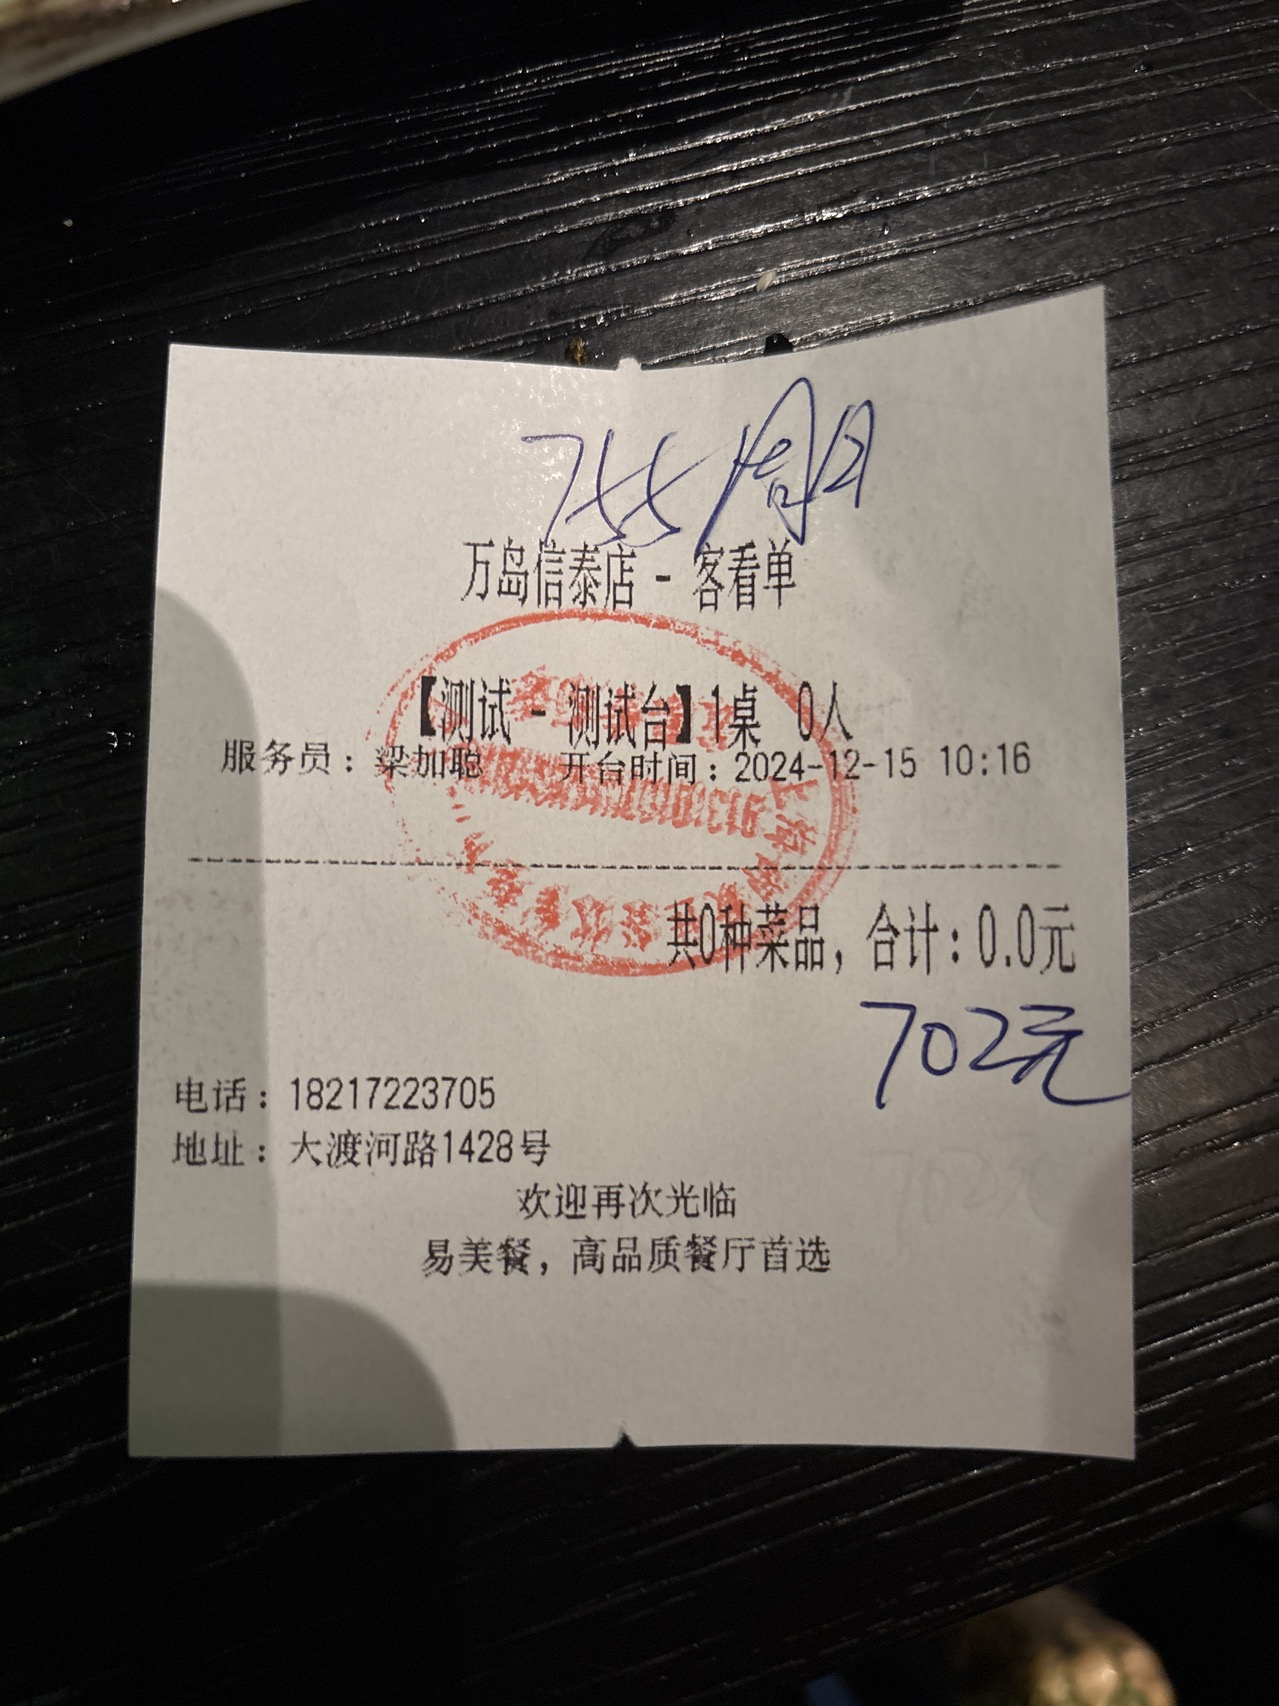 755
万岛信泰店 - 客看单
【测试 - 测试台】1桌 0人
服务员：梁加聪 开台时间：2024-12-15 10:16
共0种菜品，合计：0.0元
702元
电话：18217223705
地址：大渡河路1428号
欢迎再次光临
易美餐，高品质餐厅首选